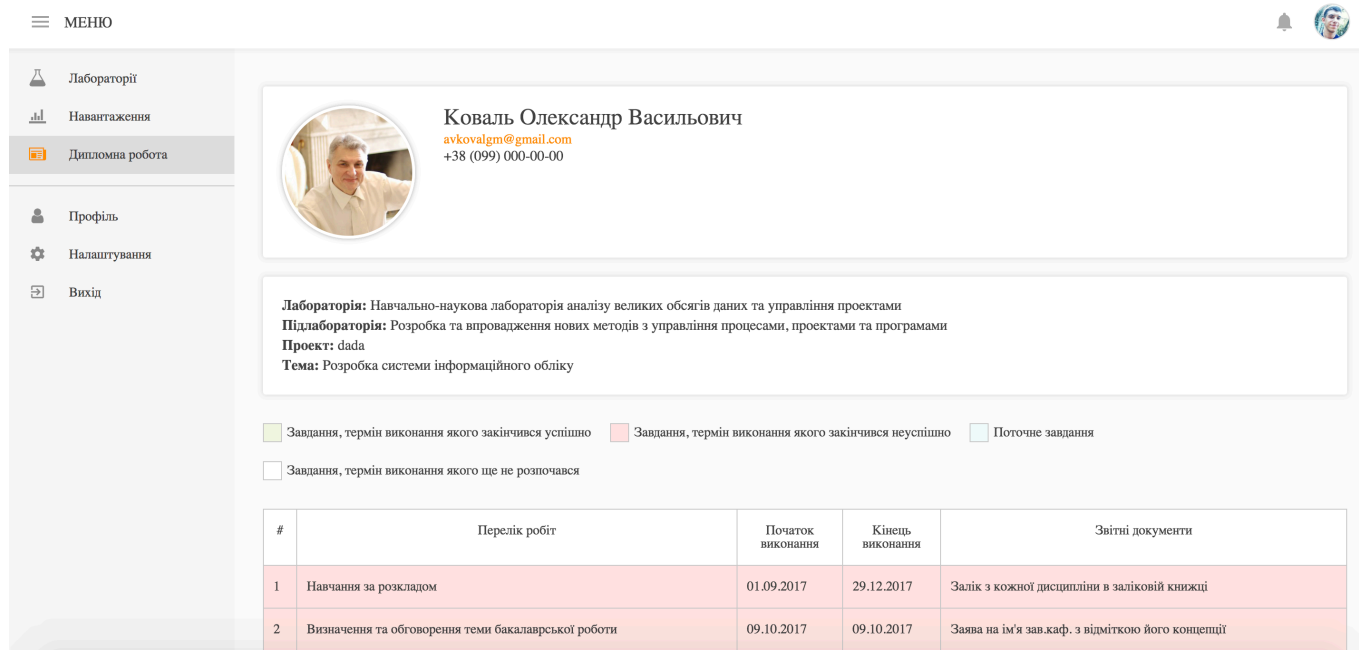 МЕНЮ
Лабораторії
Навантаження
Дипломна робота
Профіль
Налаштування
Вихід
Коваль Олександр Васильович
avkovalgm@gmail.com
+38 (099) 000-00-00
Лабораторія: Навчально-наукова лабораторія аналізу великих обсягів даних та управління проектами
Підлабораторія: Розробка та впровадження нових методів з управління процесами, проектами та програмами
Проект: dada
Тема: Розробка системи інформаційного обліку
Завдання, термін виконання якого закінчився успішно Завдання, термін виконання якого закінчився неуспішно Поточне завдання
Завдання, термін виконання якого ще не розпочався
# Перелік робіт Початок виконання Кінець виконання Звітні документи
1 Навчання за розкладом 01.09.2017 29.12.2017 Залік з кожної дисципліни в заліковій книжці
2 Визначення та обговорення теми бакалаврської роботи 09.10.2017 09.10.2017 Заява на ім'я зав.каф. з відміткою його концепції